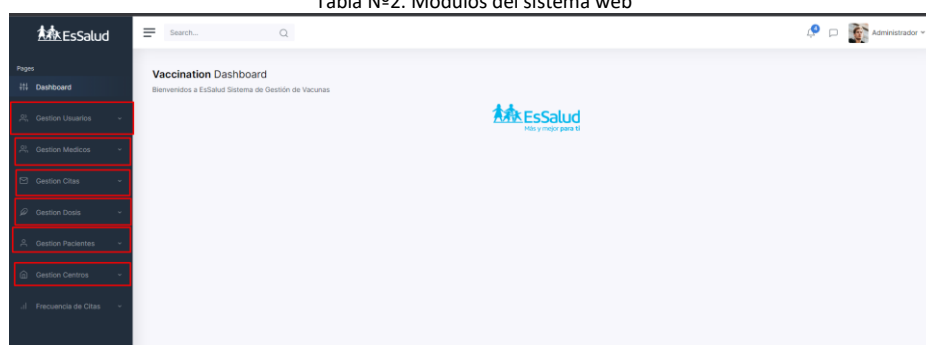 Tabla Nº2. Módulos del sistema web
EsSalud
Search...
4
Administrador
Pages
Dashboard
Gestion Usuarios
Gestion Medicos
Gestion Citas
Gestion Dosis
Gestion Pacientes
Gestion Centros
Frecuencia de Citas
Vaccination Dashboard
Bienvenidos a EsSalud Sistema de Gestión de Vacunas
EsSalud
Más y mejor para ti